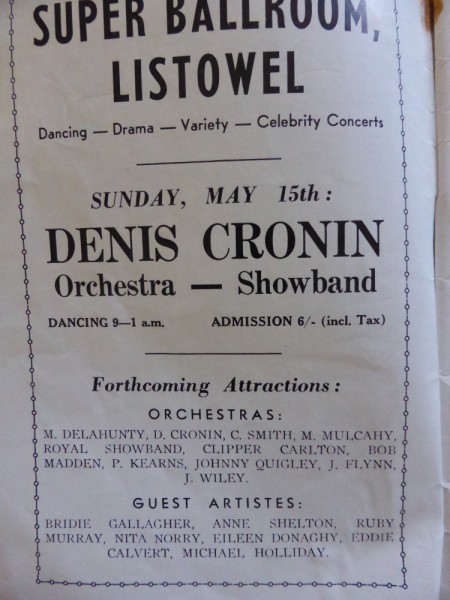 SUPER BALLROOM,
LISTOWEL
Dancing — Drama — Variety — Celebrity Concerts
SUNDAY, MAY 15th:
DENIS CRONIN
Orchestra — Showband
DANCING 9—1 a.m. ADMISSION 6/- (incl. Tax)
Forthcoming Attractions:
ORCHESTRAS:
M. DELAHUNTY, D. CRONIN, C. SMITH, M. MULCAHY,
ROYAL SHOWBAND, CLIPPER CARLTON, BOB
MADDEN, P. KEARNS, JOHNNY QUIGLEY, J. FLYNN,
J. WILEY.
GUEST ARTISTES:
BRIDIE GALLAGHER, ANNE SHELTON, RUBY
MURRAY, NITA NORRY, EILEEN DONAGHY, EDDIE
CALVERT, MICHAEL HOLLIDAY.